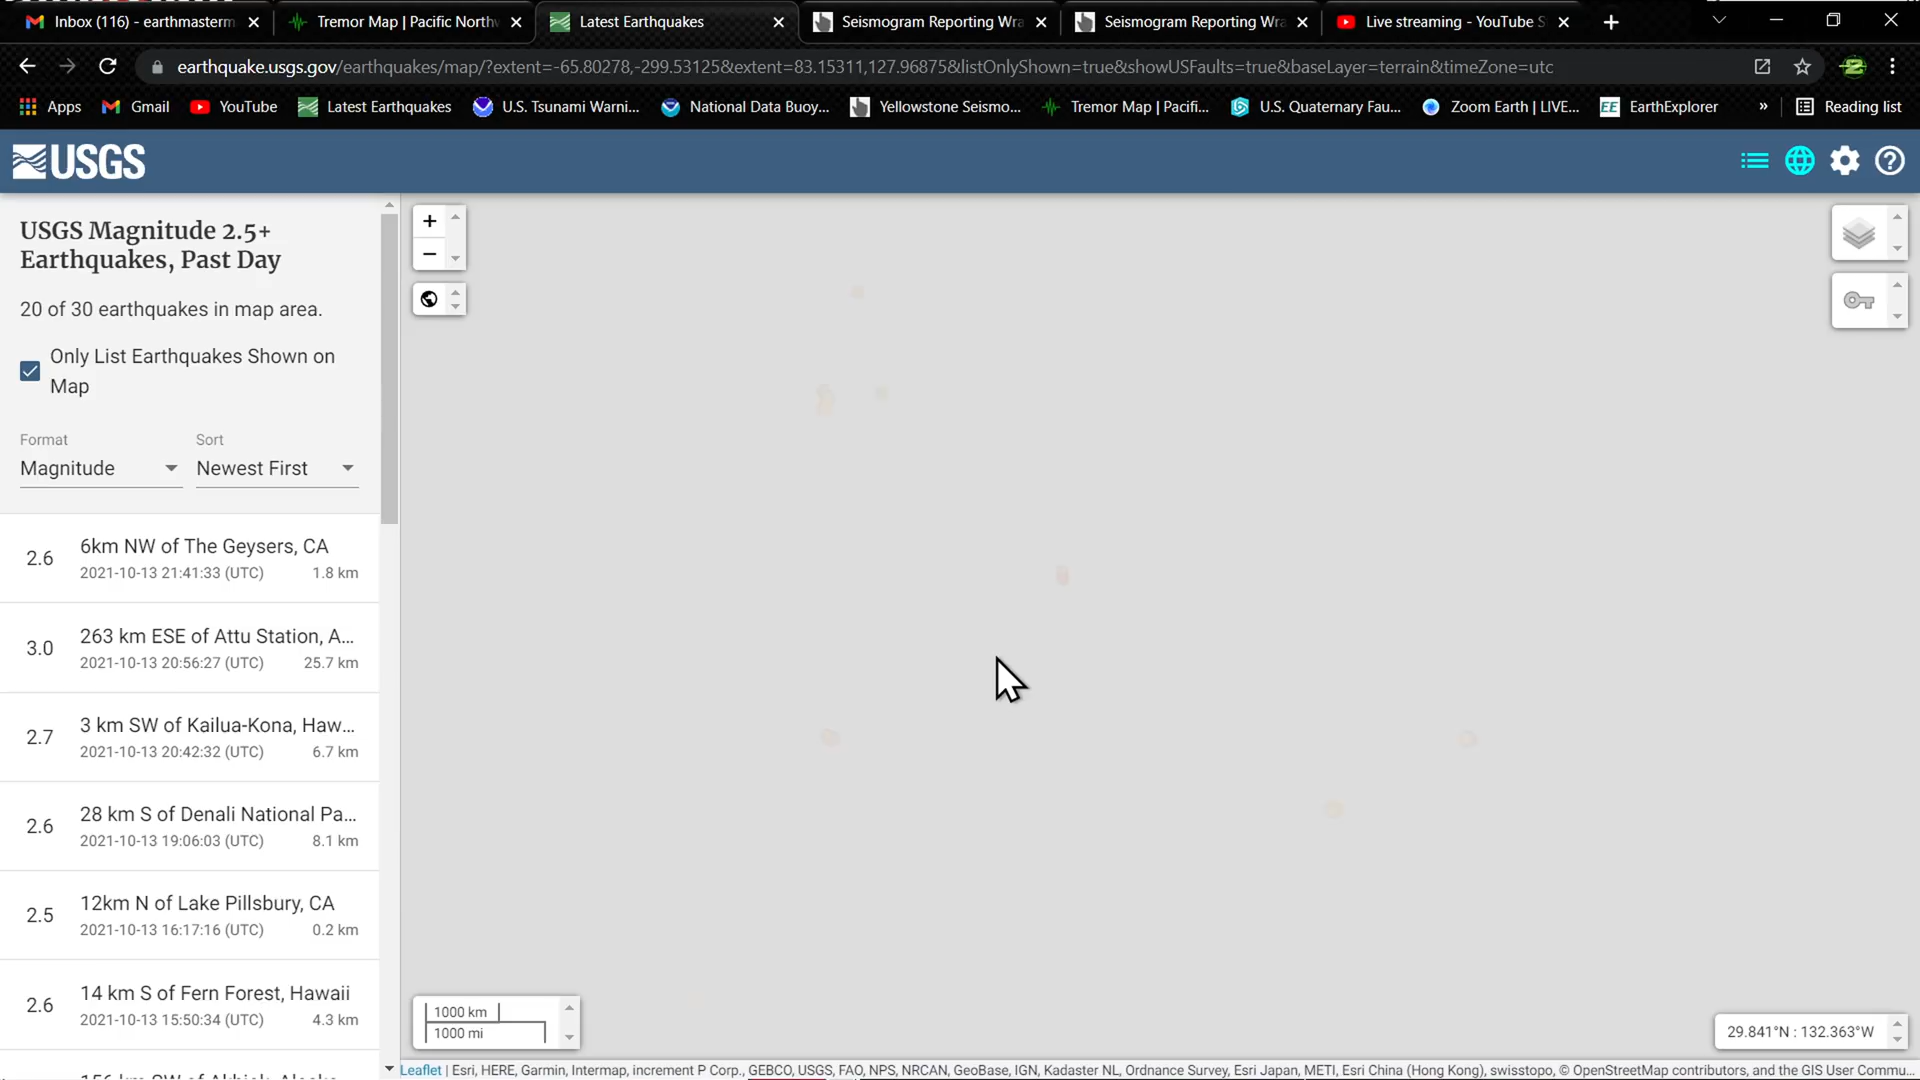 Inbox (116) - earthmasterm
Tremor Map | Pacific Northw
Latest Earthquakes
Seismogram Reporting Wra
Seismogram Reporting Wra
Live streaming - YouTube S
earthquake.usgs.gov/earthquakes/map/?extent=-65.80278,-299.53125&extent=83.15311,127.96875&listOnlyShown=true&showUSFaults=true&baseLayer=terrain&timeZone=utc
Apps
Gmail
YouTube
Latest Earthquakes
U.S. Tsunami Warni...
National Data Buoy...
Yellowstone Seismo...
Tremor Map | Pacifi...
U.S. Quaternary Fau...
Zoom Earth | LIVE...
EE EarthExplorer
»
Reading list
USGS
USGS Magnitude 2.5+
Earthquakes, Past Day
20 of 30 earthquakes in map area.
Only List Earthquakes Shown on
Map
Format
Sort
Magnitude
Newest First
2.6
6km NW of The Geysers, CA
2021-10-13 21:41:33 (UTC) 1.8 km
3.0
263 km ESE of Attu Station, A...
2021-10-13 20:56:27 (UTC) 25.7 km
2.7
3 km SW of Kailua-Kona, Haw...
2021-10-13 20:42:32 (UTC) 6.7 km
2.6
28 km S of Denali National Pa...
2021-10-13 19:06:03 (UTC) 8.1 km
2.5
12km N of Lake Pillsbury, CA
2021-10-13 16:17:16 (UTC) 0.2 km
2.6
14 km S of Fern Forest, Hawaii
2021-10-13 15:50:34 (UTC) 4.3 km
+
−
1000 km
1000 mi
29.841°N : 132.363°W
Leaflet | Esri, HERE, Garmin, Intermap, increment P Corp., GEBCO, USGS, FAO, NPS, NRCAN, GeoBase, IGN, Kadaster NL, Ordnance Survey, Esri Japan, METI, Esri China (Hong Kong), swisstopo, © OpenStreetMap contributors, and the GIS User Commu...